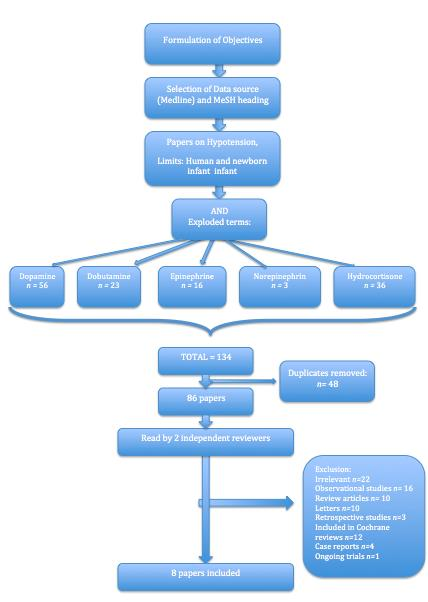 Formulation of Objectives
Selection of Data source
(Medline) and MeSH heading
Papers on Hypotension,
Limits: Human and newborn
infant infant
AND
Exploded terms:
Dopamine
n = 56
Dobutamine
n = 23
Epinephrine
n = 16
Norepinephrin
n = 3
Hydrocortisone
n = 36
TOTAL = 134
Duplicates removed:
n= 48
86 papers
Read by 2 independent reviewers
Exclusion:
Irrelevant n=22
Observational studies n= 16
Review articles n= 10
Letters n=10
Retrospective studies n=3
Included in Cochrane
reviews n=12
Case reports n=4
Ongoing trials n=1
8 papers included